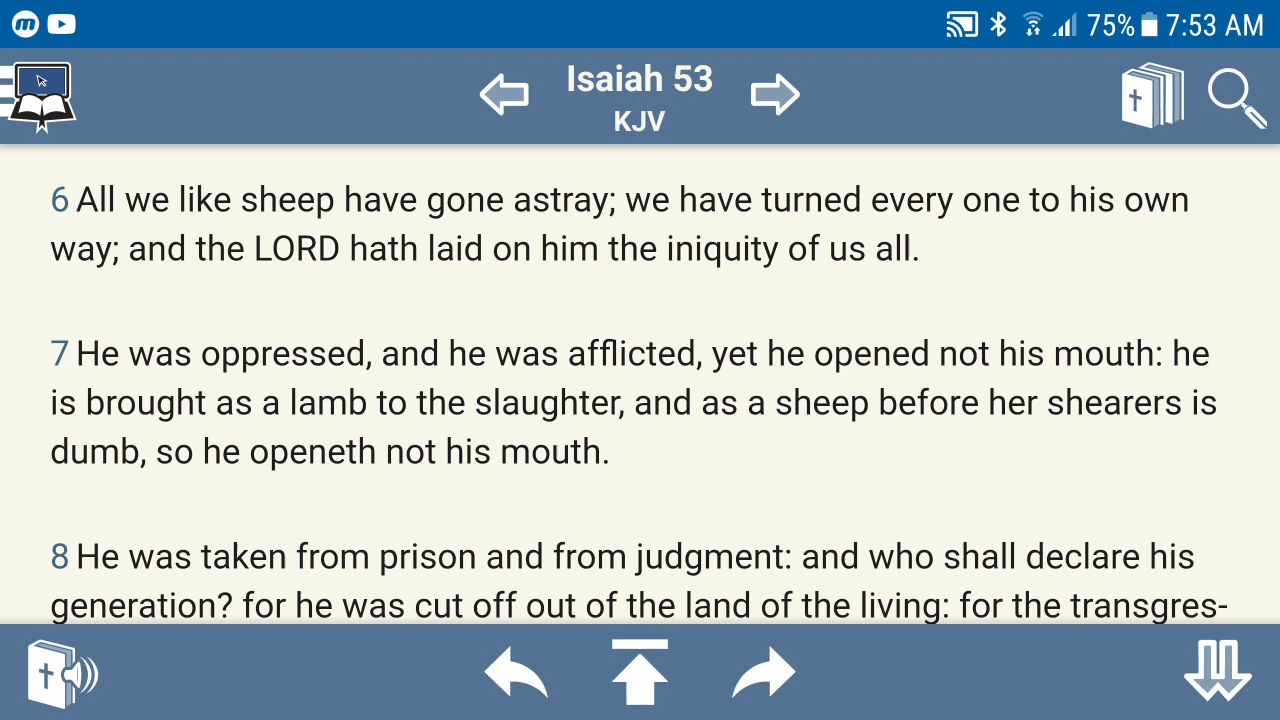 75% 7:53 AM
Isaiah 53
KJV
6 All we like sheep have gone astray; we have turned every one to his own
way; and the LORD hath laid on him the iniquity of us all.
7 He was oppressed, and he was afflicted, yet he opened not his mouth: he
is brought as a lamb to the slaughter, and as a sheep before her shearers is
dumb, so he openeth not his mouth.
8 He was taken from prison and from judgment: and who shall declare his
generation? for he was cut off out of the land of the living: for the transgres-